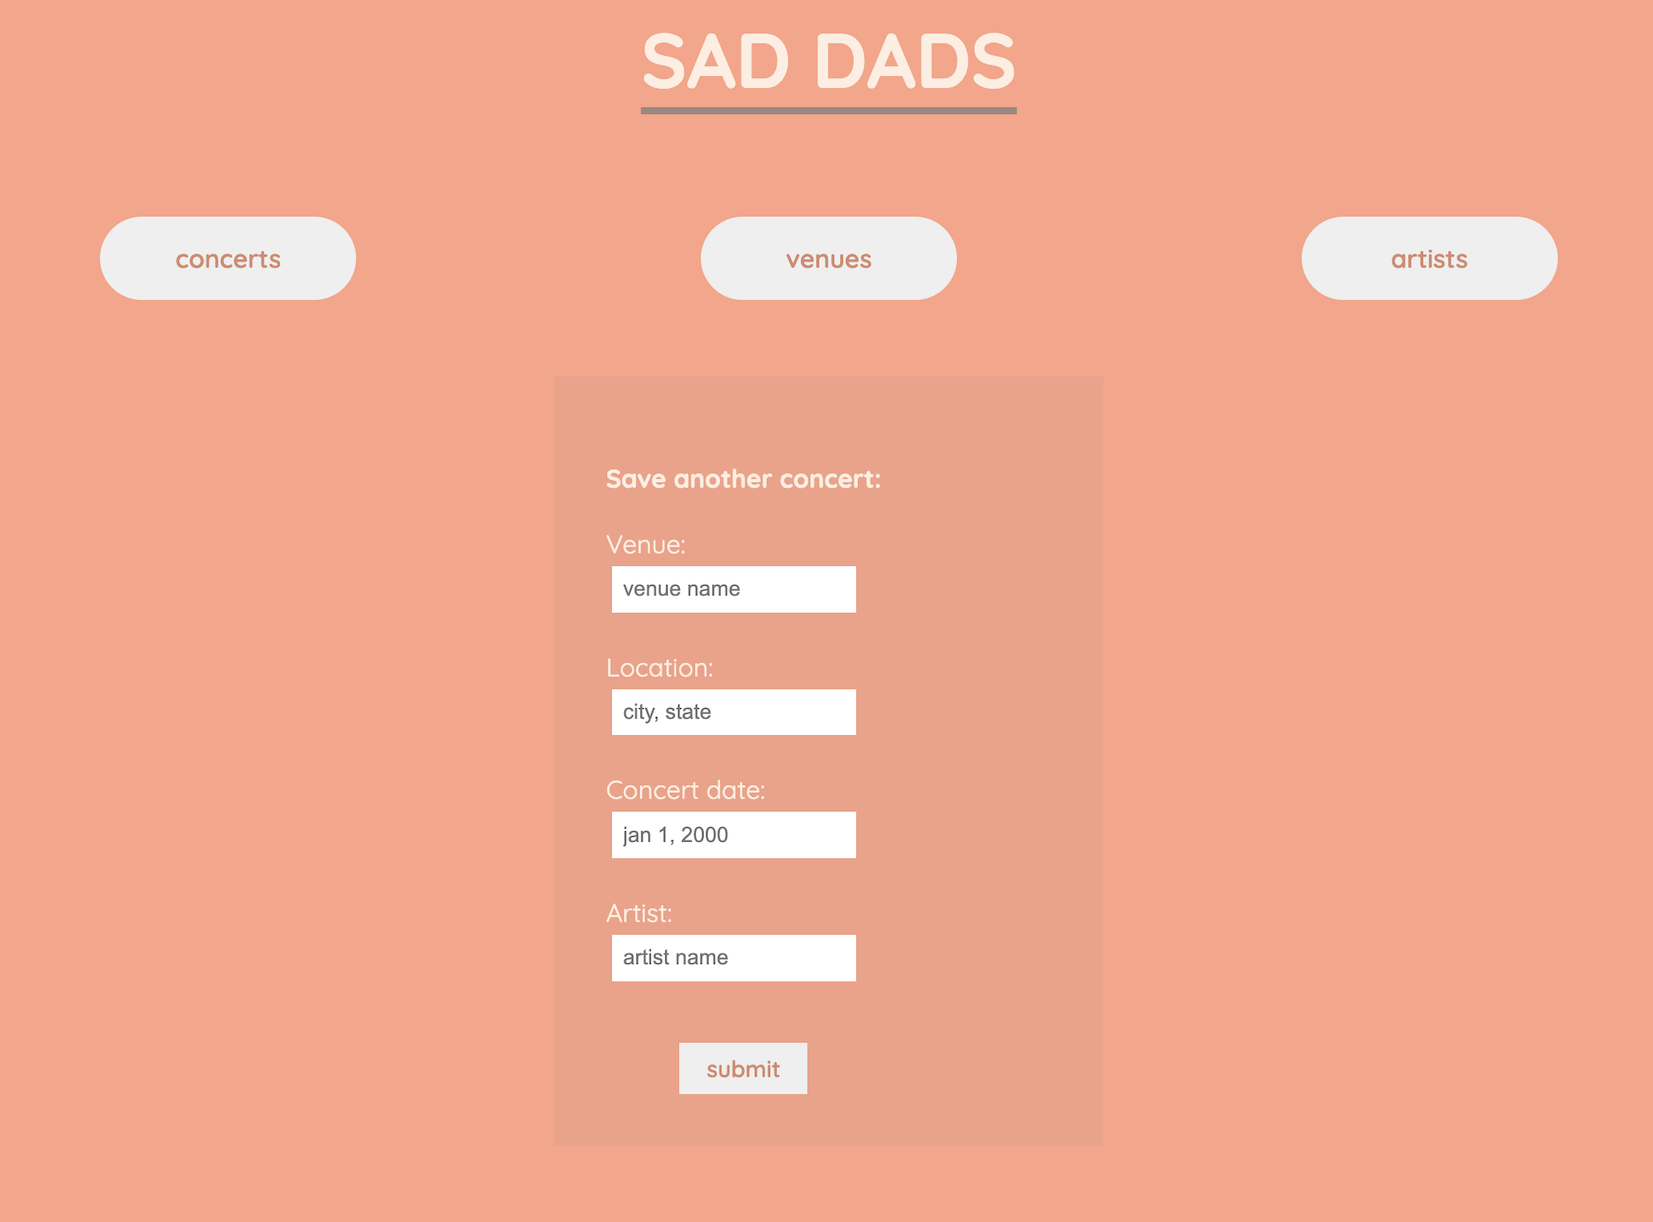 SAD DADS
concerts
venues
artists
Save another concert:
Venue:
venue name
Location:
city, state
Concert date:
jan 1, 2000
Artist:
artist name
submit